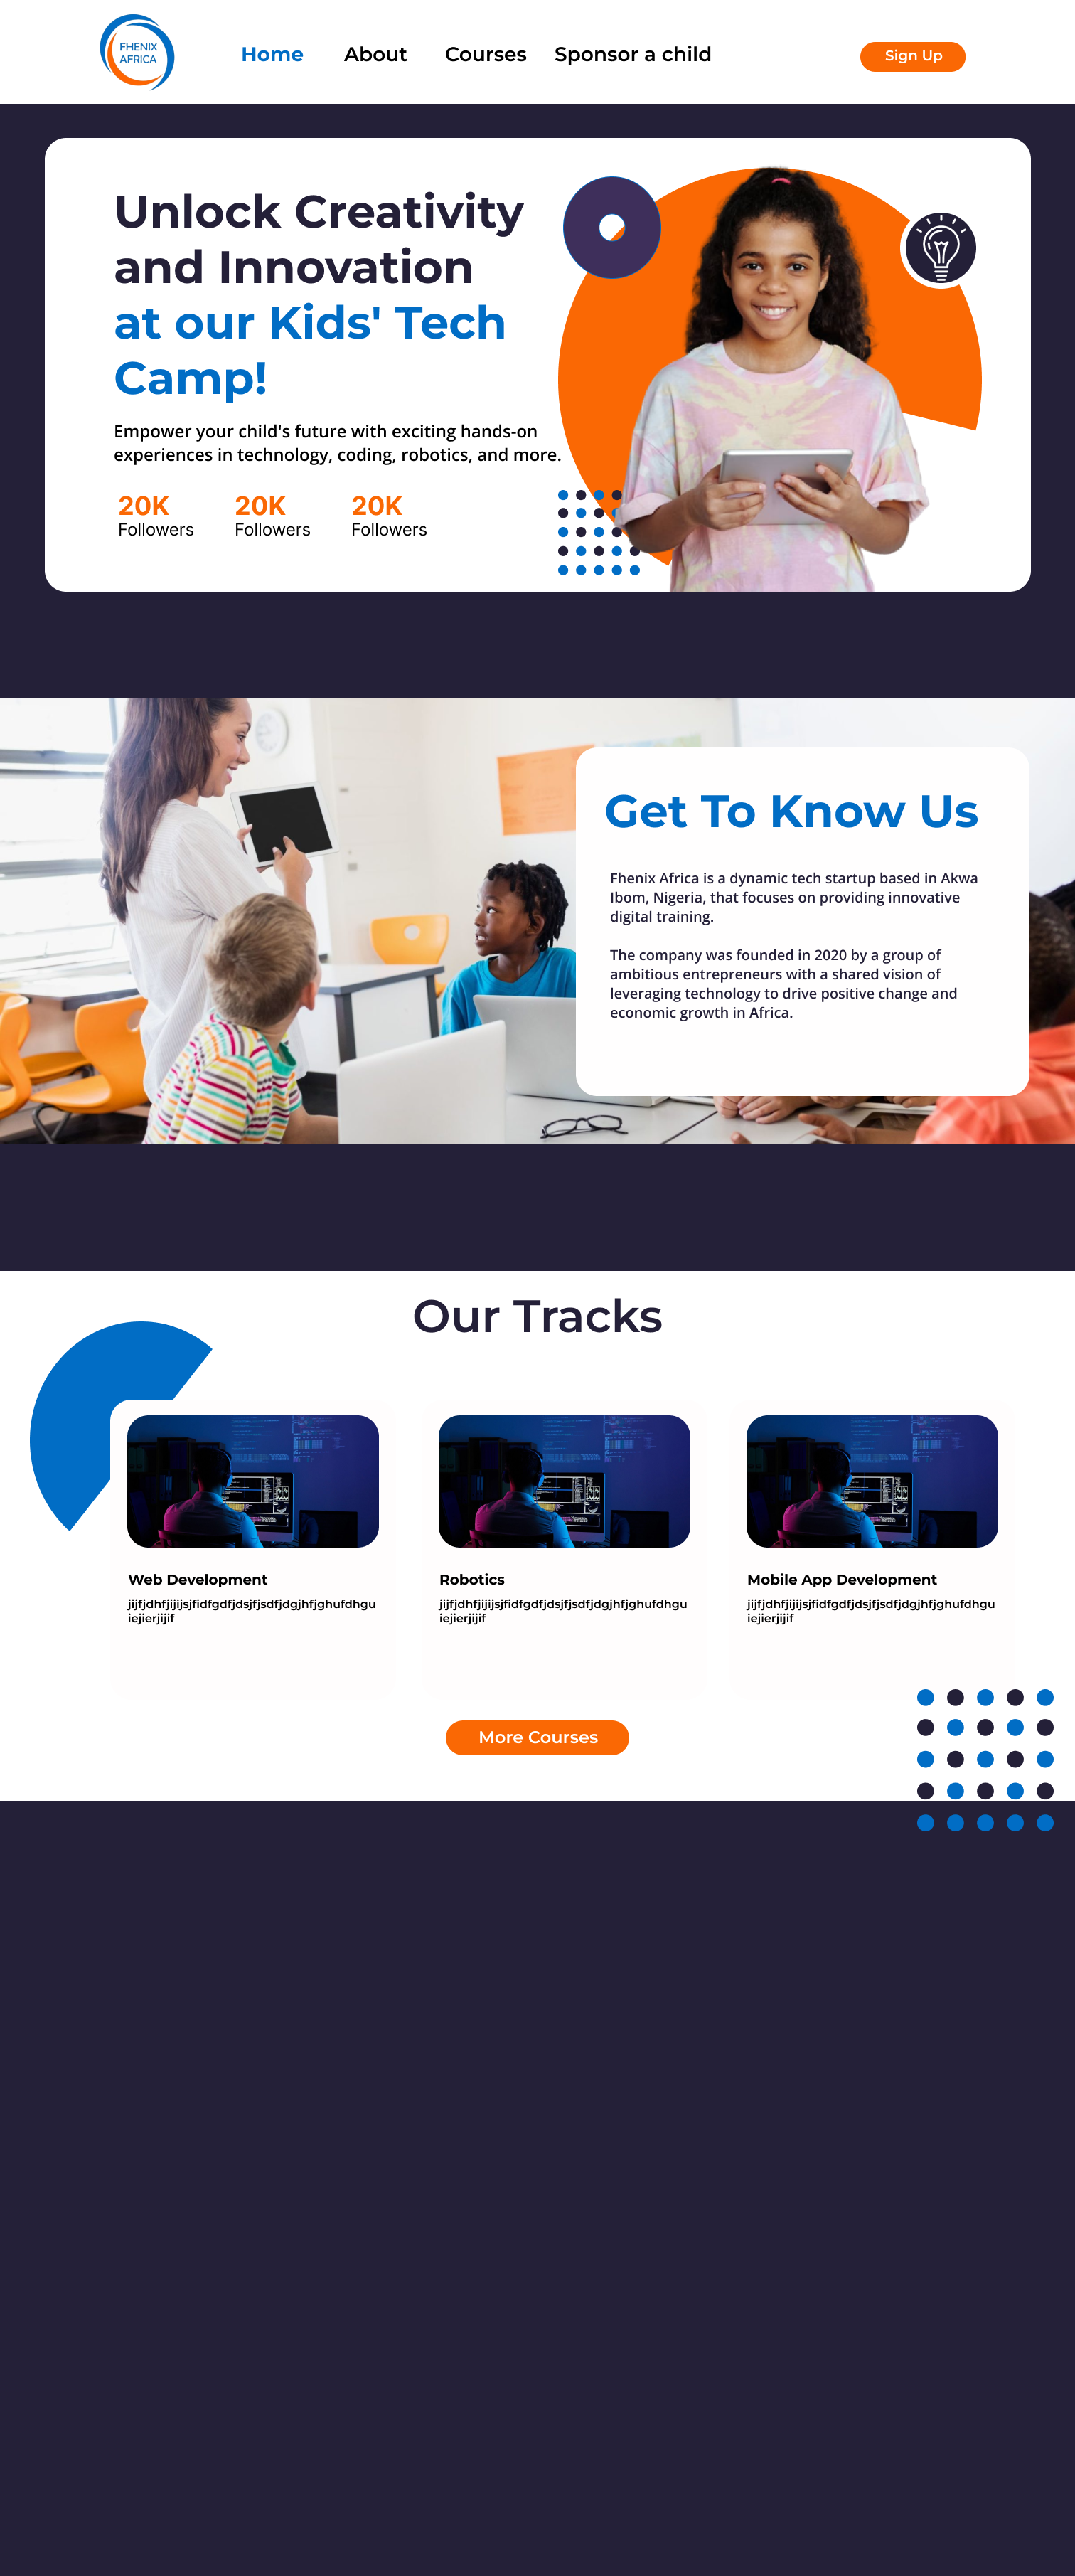 FHENIX
AFRICA
Home About Courses Sponsor a child
Sign Up
Unlock Creativity
and Innovation
at our Kids' Tech
Camp!
Empower your child's future with exciting hands-on
experiences in technology, coding, robotics, and more.
20K 20K 20K
Followers Followers Followers
Get To Know Us
Fhenix Africa is a dynamic tech startup based in Akwa
Ibom, Nigeria, that focuses on providing innovative
digital training.
The company was founded in 2020 by a group of
ambitious entrepreneurs with a shared vision of
leveraging technology to drive positive change and
economic growth in Africa.
Our Tracks
Web Development
jijfjdhfjijijsjfidfgdfjdsjfjsdfjdgjhfjghufdhgu
iejierjijif
Robotics
jijfjdhfjijijsjfidfgdfjdsjfjsdfjdgjhfjghufdhgu
iejierjijif
Mobile App Development
jijfjdhfjijijsjfidfgdfjdsjfjsdfjdgjhfjghufdhgu
iejierjijif
More Courses